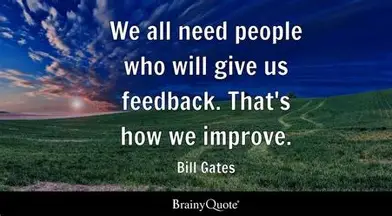 We all need people
who will give us
feedback. That's
how we improve.
Bill Gates
BrainyQuote®